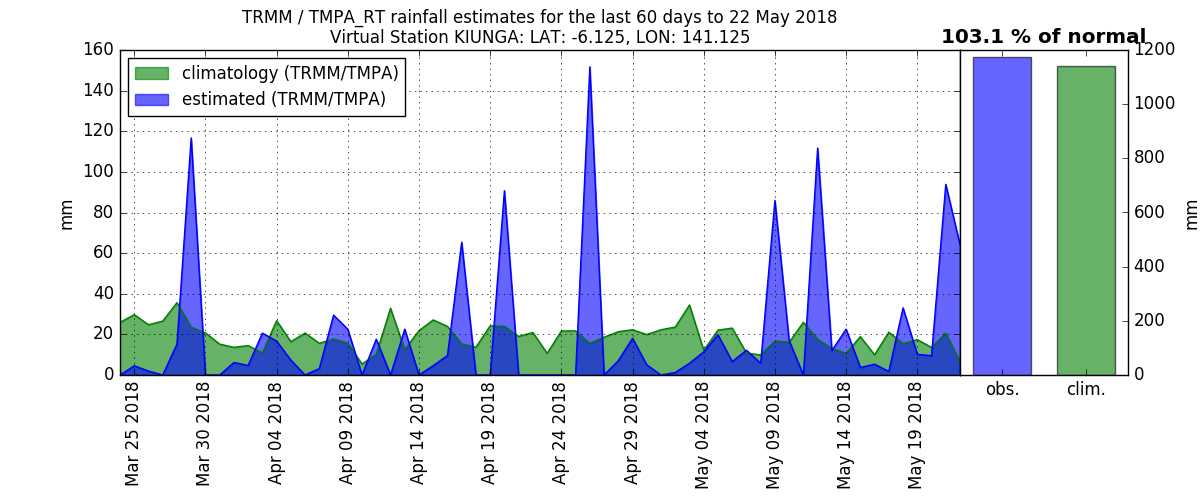 TRMM / TMPA_RT rainfall estimates for the last 60 days to 22 May 2018
Virtual Station KIUNGA: LAT: -6.125, LON: 141.125
103.1 % of normal
climatology (TRMM/TMPA)
estimated (TRMM/TMPA)
160
140
120
100
80
60
40
20
0
mm
1200
1000
800
600
400
200
0
mm
obs.
clim.
Mar 25 2018
Mar 30 2018
Apr 04 2018
Apr 09 2018
Apr 14 2018
Apr 19 2018
Apr 24 2018
Apr 29 2018
May 04 2018
May 09 2018
May 14 2018
May 19 2018